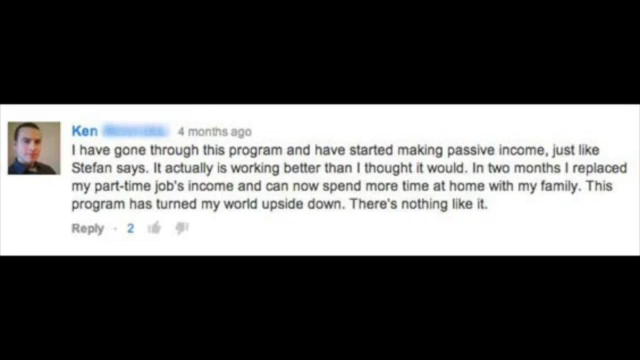 Ken 4 months ago
I have gone through this program and have started making passive income, just like
Stefan says. It actually is working better than I thought it would. In two months I replaced
my part-time job's income and can now spend more time at home with my family. This
program has turned my world upside down. There's nothing like it.
Reply · 2